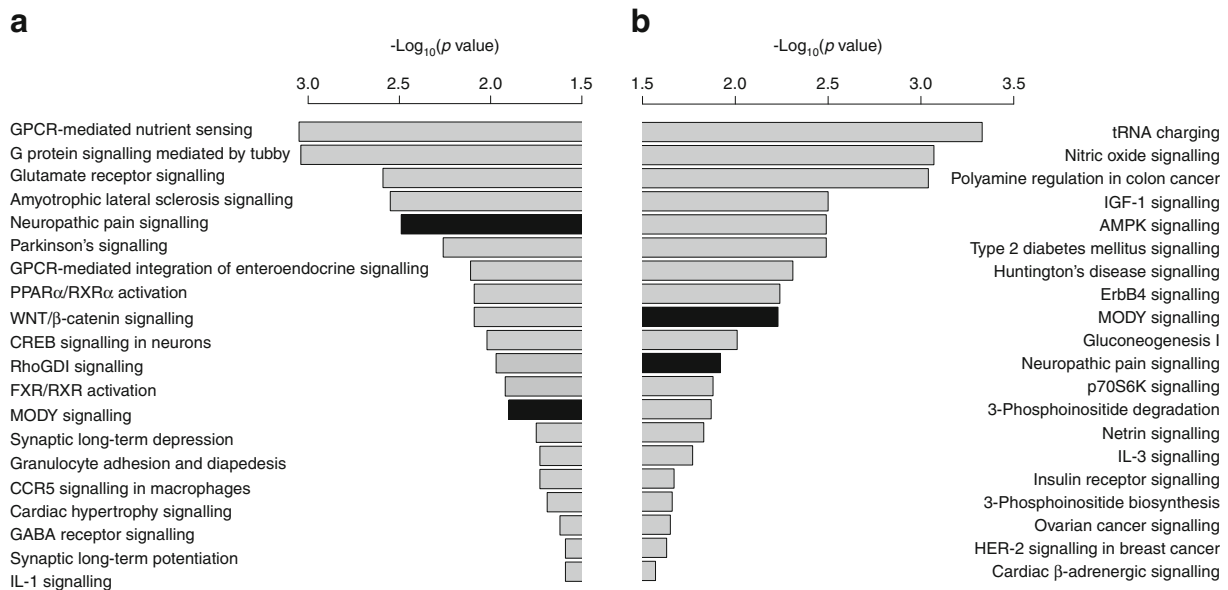 a
-Log10(p value)
3.0 2.5 2.0 1.5
GPCR-mediated nutrient sensing
G protein signalling mediated by tubby
Glutamate receptor signalling
Amyotrophic lateral sclerosis signalling
Neuropathic pain signalling
Parkinson's signalling
GPCR-mediated integration of enteroendocrine signalling
PPARα/RXRα activation
WNT/β-catenin signalling
CREB signalling in neurons
RhoGDI signalling
FXR/RXR activation
MODY signalling
Synaptic long-term depression
Granulocyte adhesion and diapedesis
CCR5 signalling in macrophages
Cardiac hypertrophy signalling
GABA receptor signalling
Synaptic long-term potentiation
IL-1 signalling
b
-Log10(p value)
1.5 2.0 2.5 3.0 3.5
tRNA charging
Nitric oxide signalling
Polyamine regulation in colon cancer
IGF-1 signalling
AMPK signalling
Type 2 diabetes mellitus signalling
Huntington's disease signalling
ErbB4 signalling
MODY signalling
Gluconeogenesis I
Neuropathic pain signalling
p70S6K signalling
3-Phosphoinositide degradation
Netrin signalling
IL-3 signalling
Insulin receptor signalling
3-Phosphoinositide biosynthesis
Ovarian cancer signalling
HER-2 signalling in breast cancer
Cardiac β-adrenergic signalling